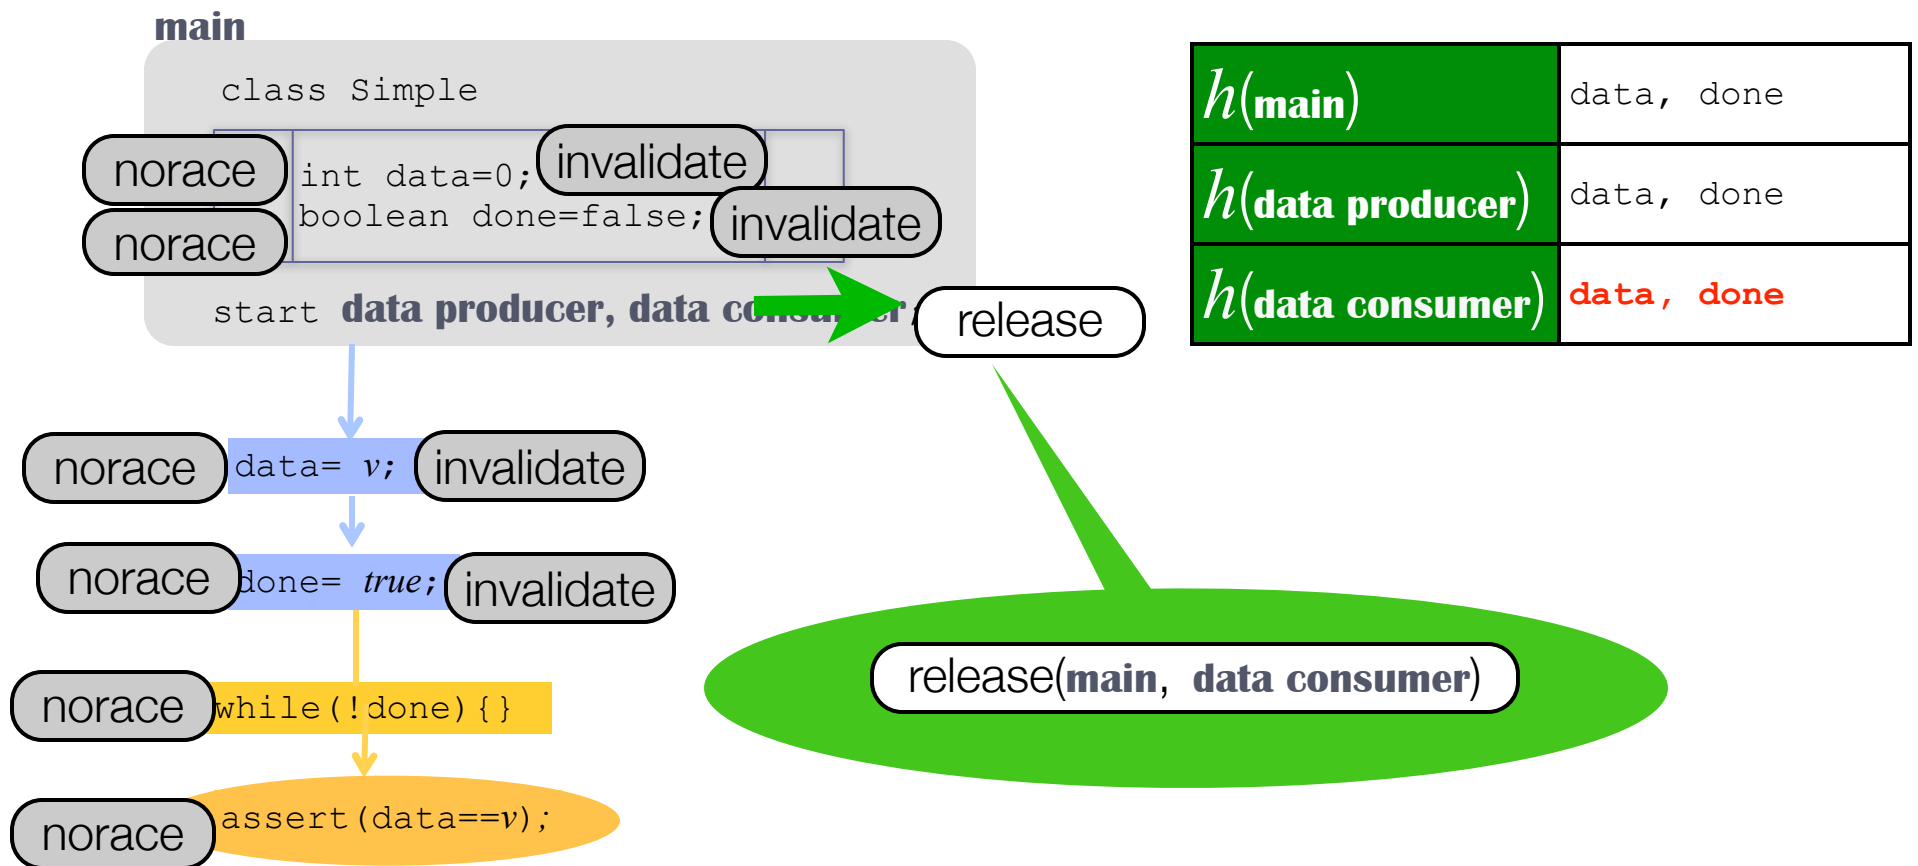 main
class Simple
norace int data=0; invalidate
norace boolean done=false; invalidate
start data producer, data consumer;
release
norace data= v; invalidate
norace done= true; invalidate
norace while(!done){}
norace assert(data==v);
h(main) data, done
h(data producer) data, done
h(data consumer) data, done
release(main, data consumer)